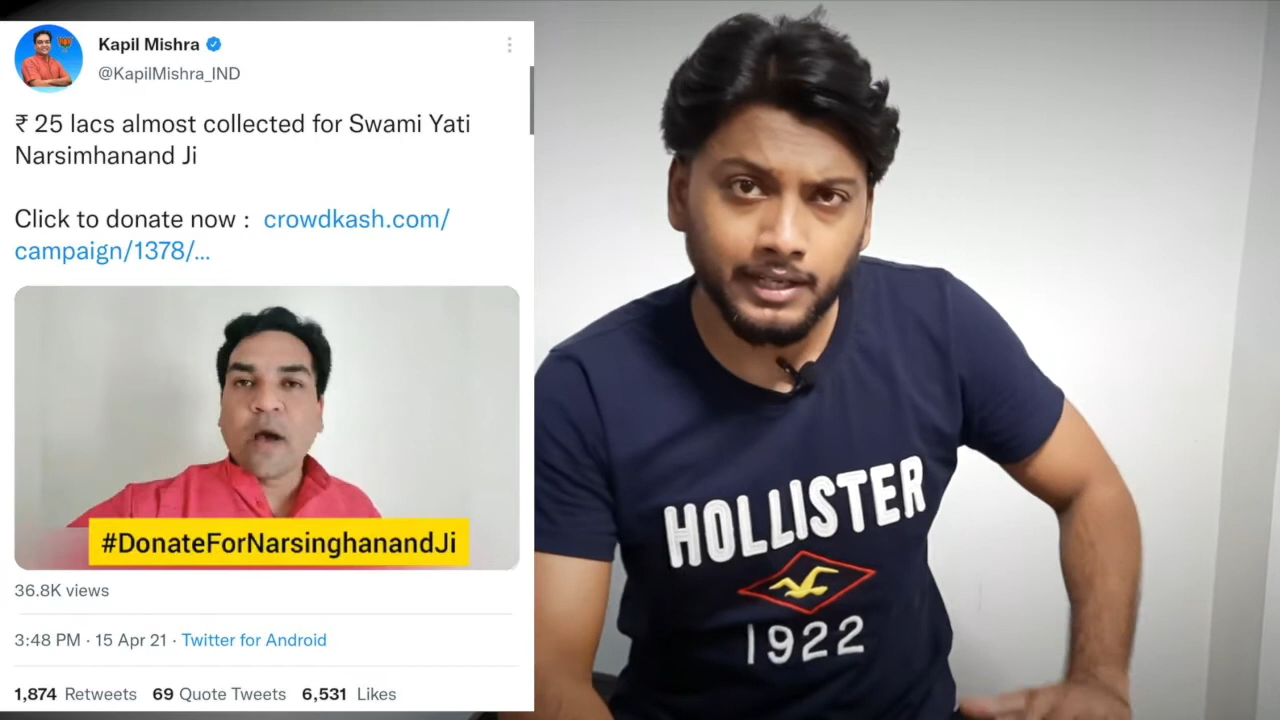 Kapil Mishra
@KapilMishra_IND
₹ 25 lacs almost collected for Swami Yati
Narsimhanand Ji
Click to donate now : crowdkash.com/
campaign/1378/...
#DonateForNarsinghanandJi
36.8K views
3:48 PM · 15 Apr 21 · Twitter for Android
1,874 Retweets 69 Quote Tweets 6,531 Likes
HOLLISTER
1922